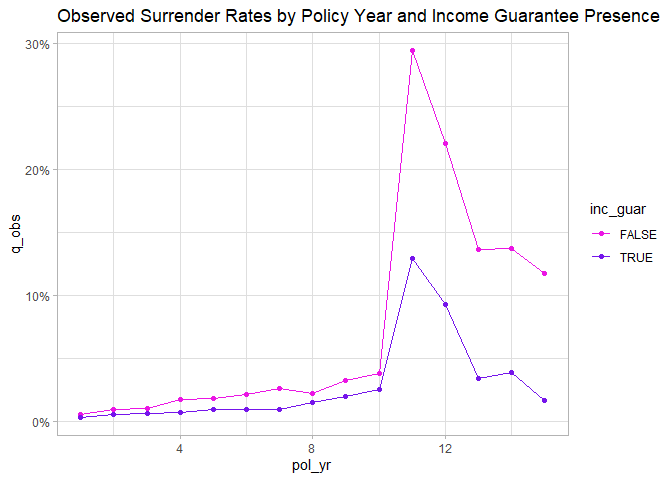 Observed Surrender Rates by Policy Year and Income Guarantee Presence
30%
20%
10%
0%
q_obs
4
8
12
pol_yr
inc_guar
FALSE
TRUE